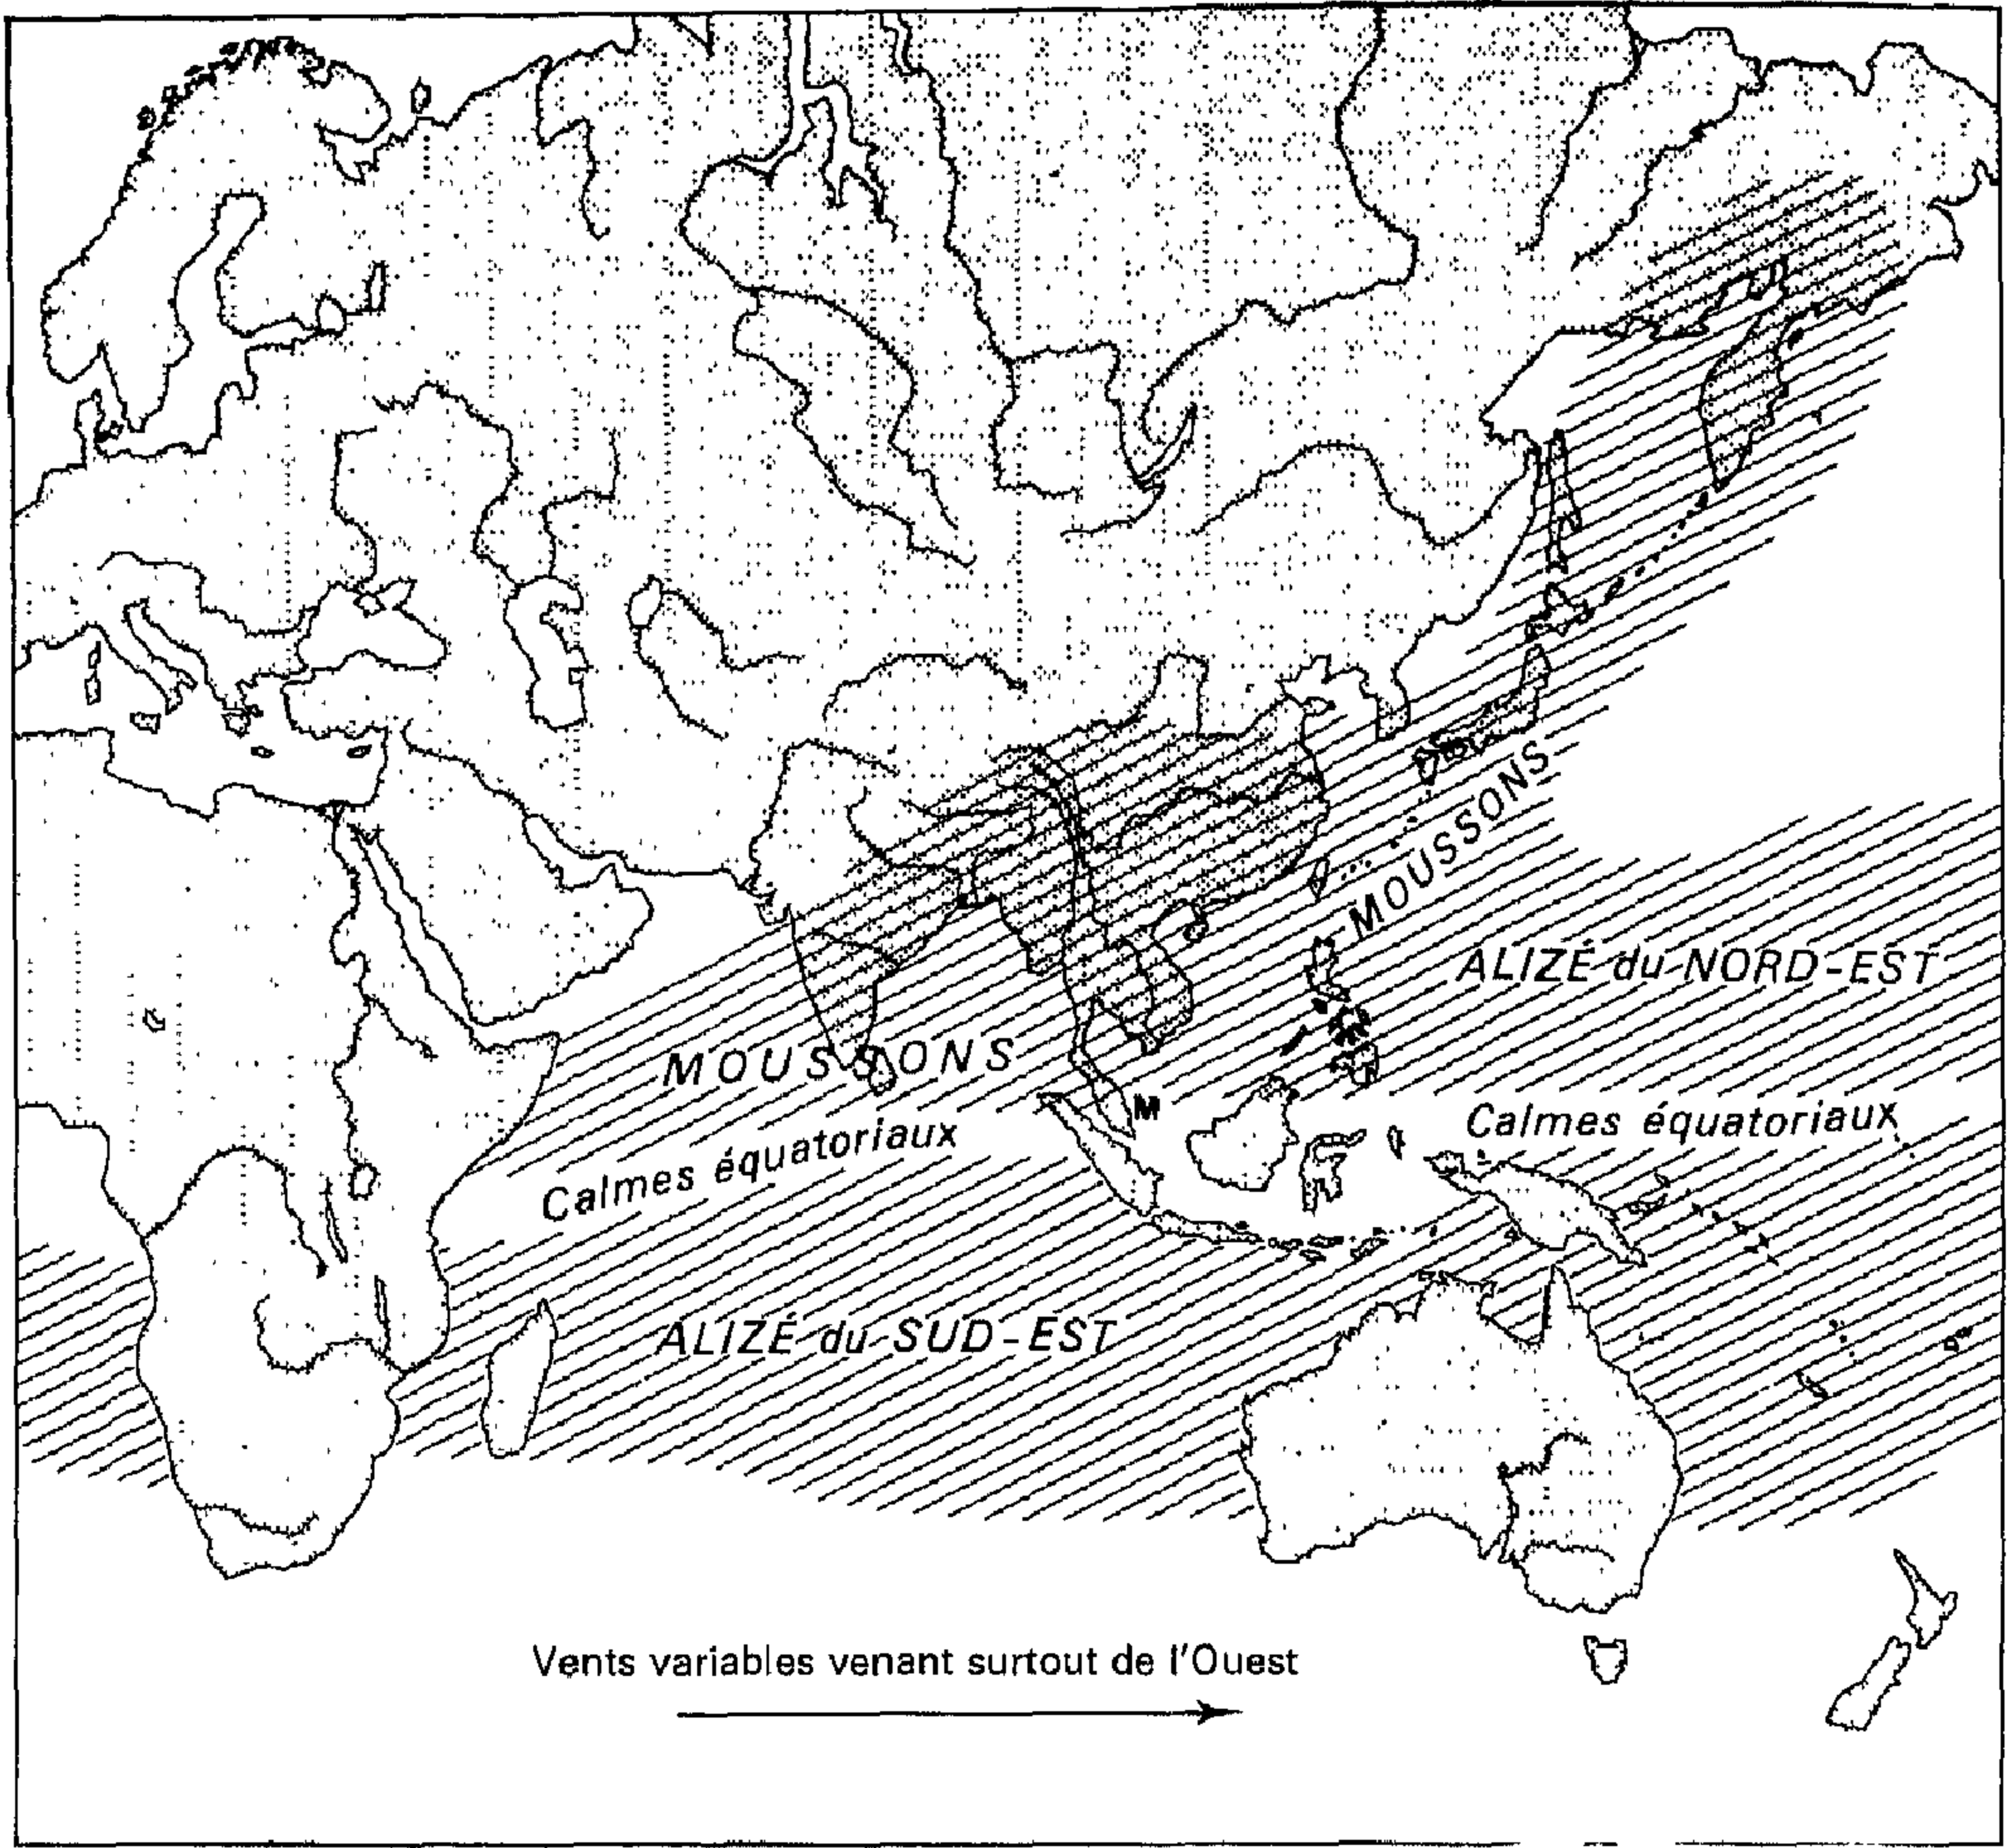 MOUSSONS
ALIZÉ du NORD-EST
MOUSSONS
M
Calmes équatoriaux
Calmes équatoriaux
ALIZÉ du SUD-EST
Vents variables venant surtout de l'Ouest